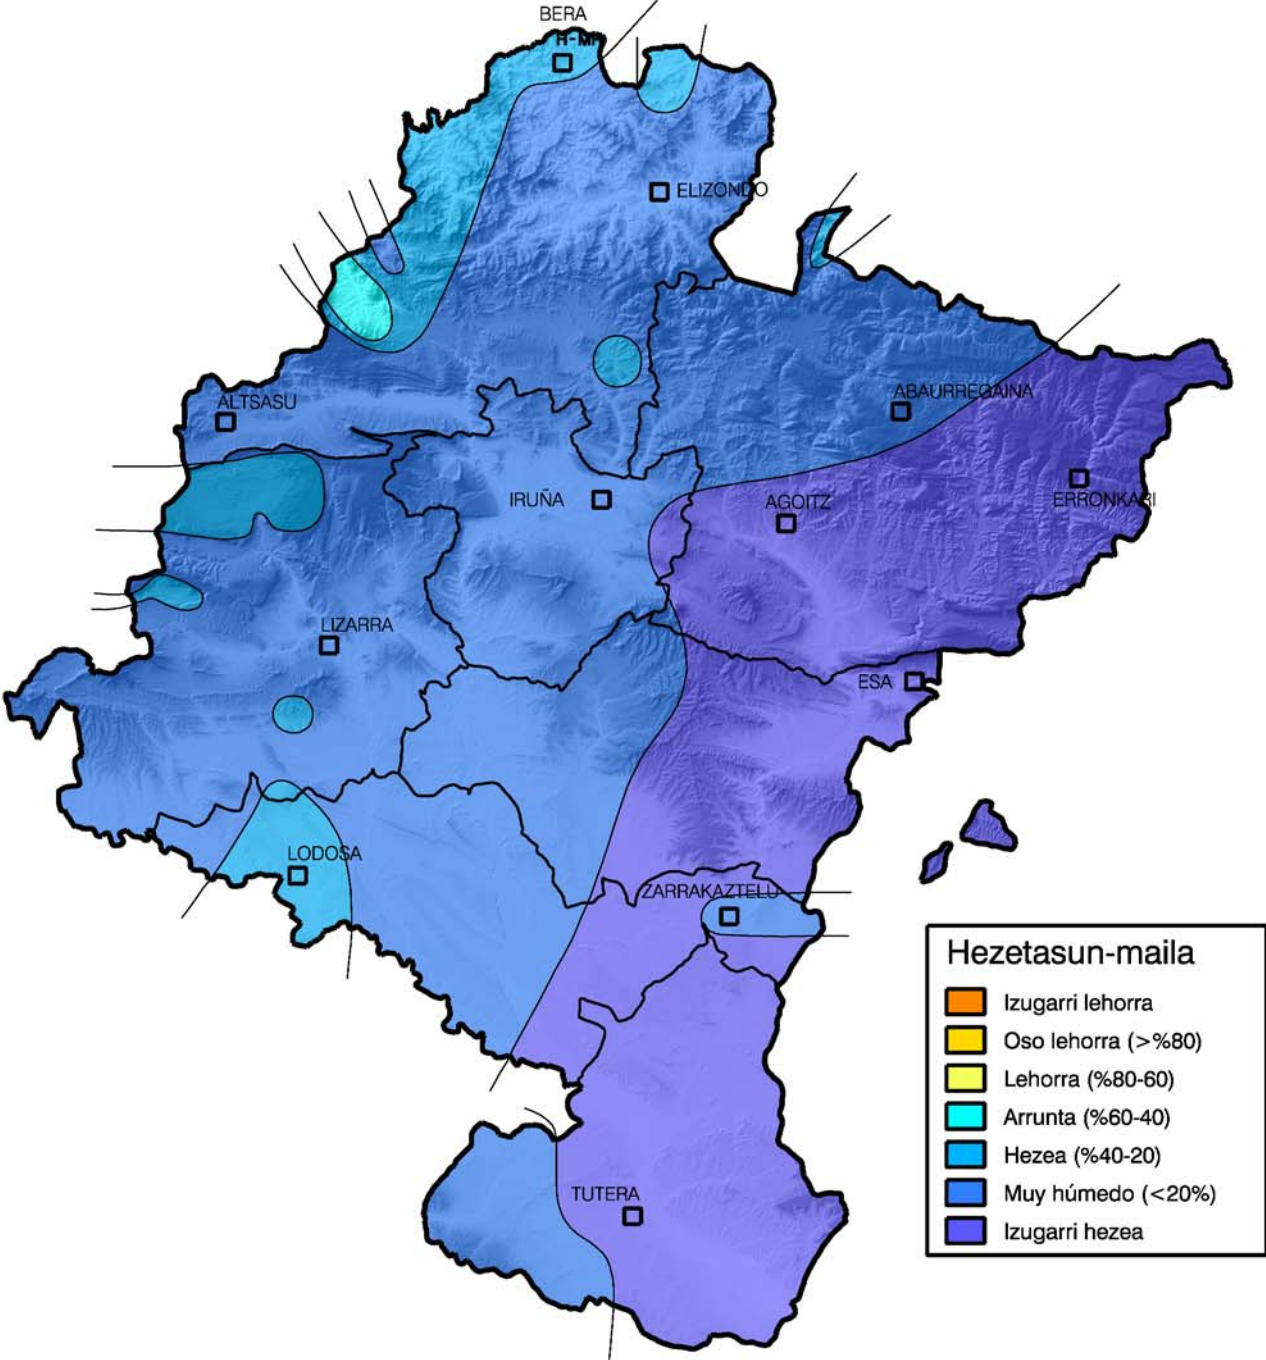 BERA
ELIZONDO
ALTSASU
ABAURREGAINA
IRUÑA
AGOITZ
ERRONKARI
LIZARRA
ESA
LODOSA
ZARRAKAZTELU
TUTERA
Hezetasun-maila
Izugarri lehorra
Oso lehorra (>%80)
Lehorra (%80-60)
Arrunta (%60-40)
Hezea (%40-20)
Muy húmedo (<20%)
Izugarri hezea